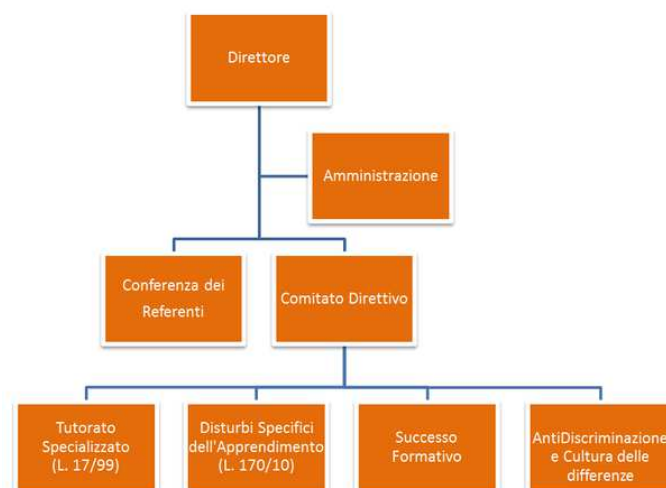 Direttore
Amministrazione
Conferenza dei
Referenti
Comitato Direttivo
Tutorato
Specializzato
(L. 17/99)
Disturbi Specifici
dell'Apprendimento
(L. 170/10)
Successo
Formativo
AntiDiscriminazione
e Cultura delle
differenze